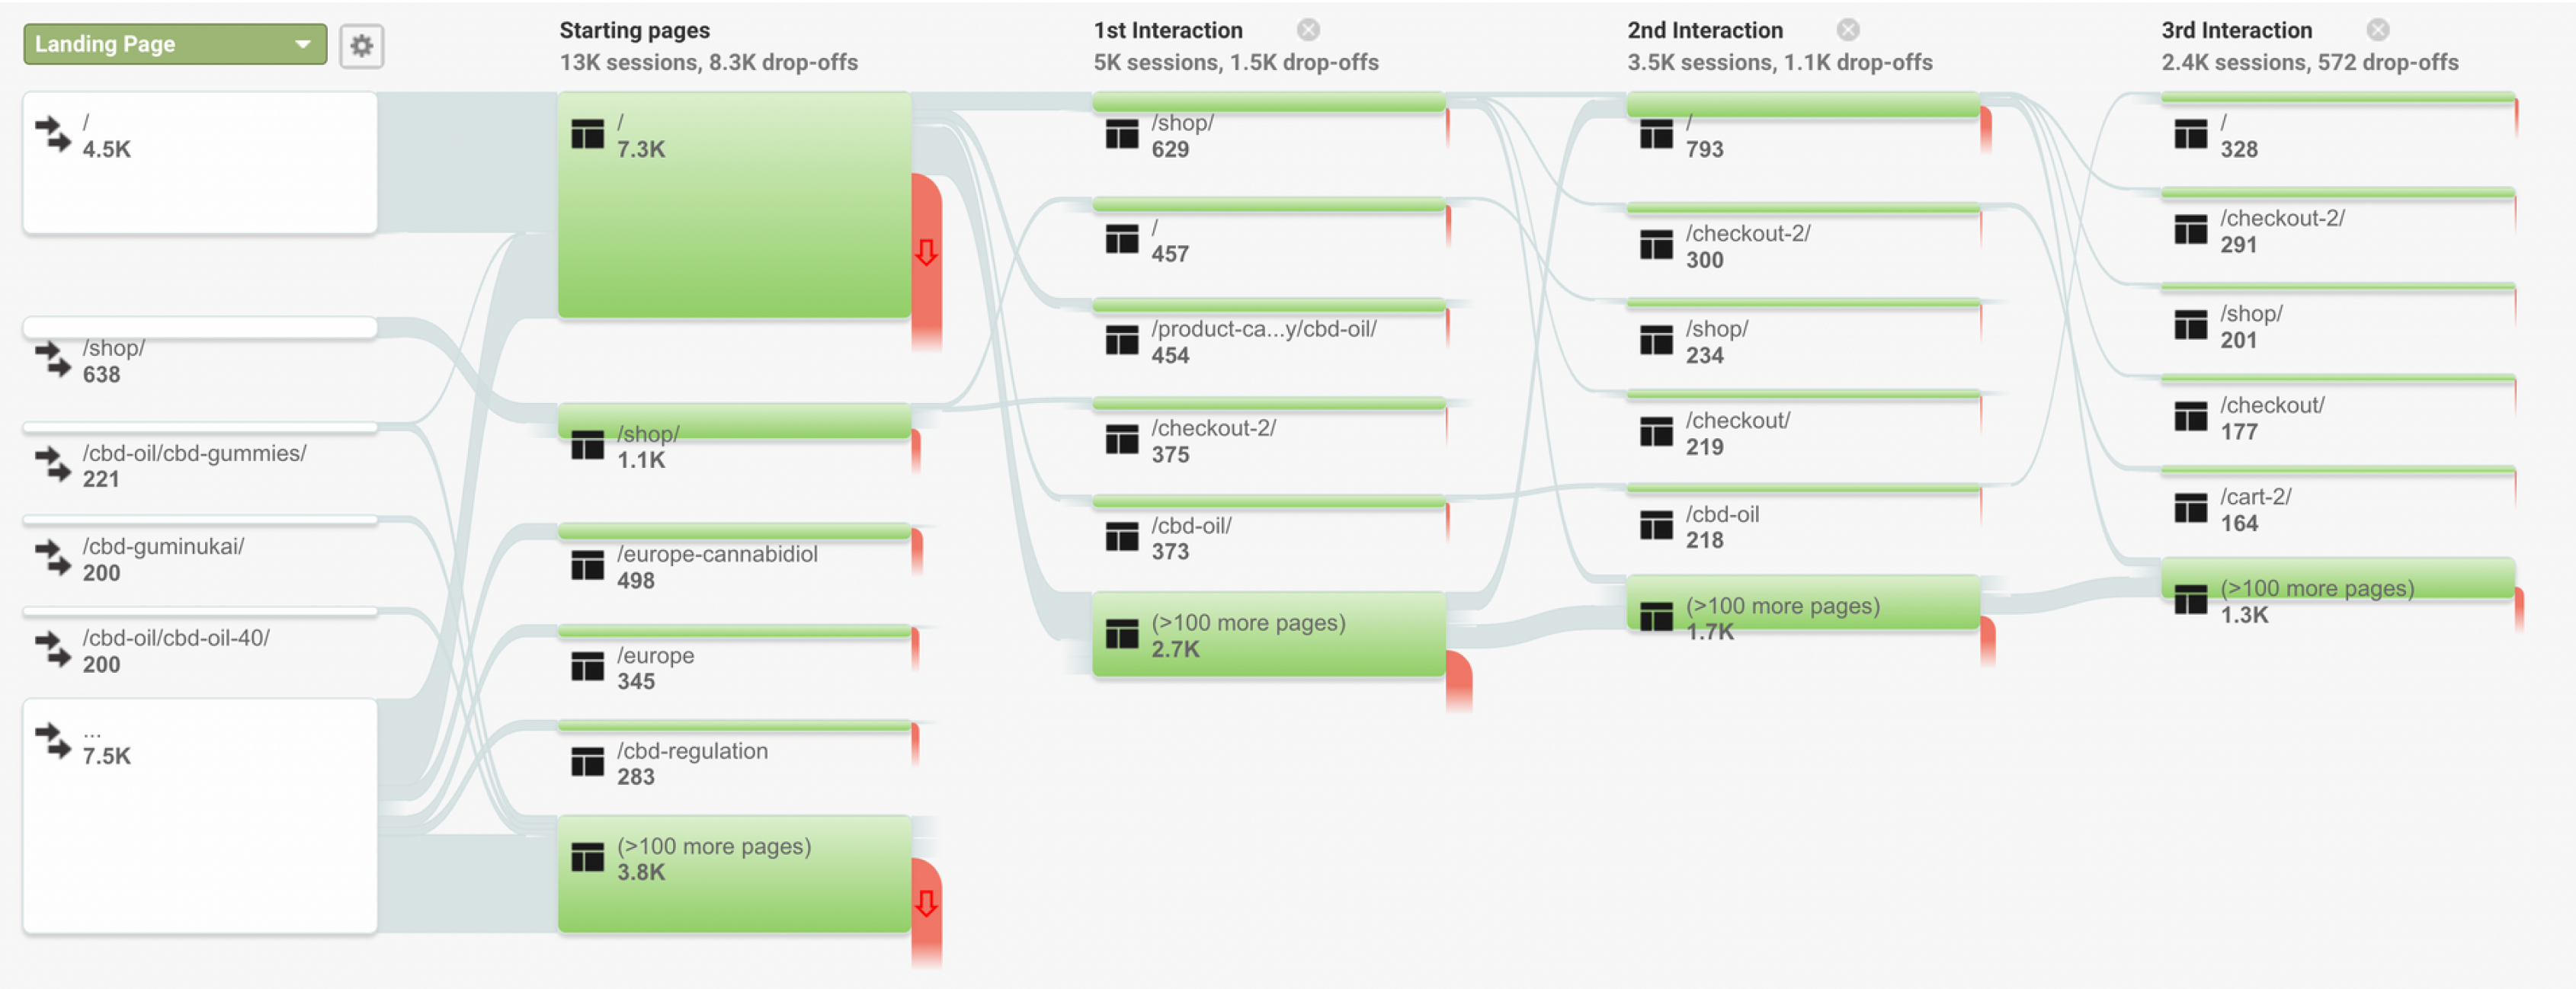 Landing Page
/
4.5K
/shop/
638
/cbd-oil/cbd-gummies/
221
/cbd-guminukai/
200
/cbd-oil/cbd-oil-40/
200
...
7.5K
Starting pages
13K sessions, 8.3K drop-offs
/
7.3K
/shop/
1.1K
/europe-cannabidiol
498
/europe
345
/cbd-regulation
283
(>100 more pages)
3.8K
1st Interaction
5K sessions, 1.5K drop-offs
/shop/
629
/
457
/product-ca...y/cbd-oil/
454
/checkout-2/
375
/cbd-oil/
373
(>100 more pages)
2.7K
2nd Interaction
3.5K sessions, 1.1K drop-offs
/
793
/checkout-2/
300
/shop/
234
/checkout/
219
/cbd-oil
218
(>100 more pages)
1.7K
3rd Interaction
2.4K sessions, 572 drop-offs
/
328
/checkout-2/
291
/shop/
201
/checkout/
177
/cart-2/
164
(>100 more pages)
1.3K